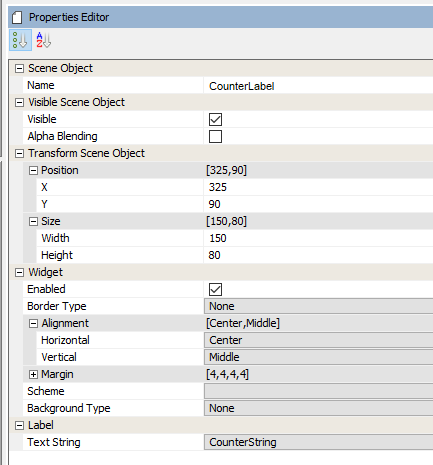 Properties Editor
Scene Object
Name CounterLabel
Visible Scene Object
Visible
Alpha Blending
Transform Scene Object
Position [325,90]
X 325
Y 90
Size [150,80]
Width 150
Height 80
Widget
Enabled
Border Type None
Alignment [Center,Middle]
Horizontal Center
Vertical Middle
Margin [4,4,4,4]
Scheme
Background Type None
Label
Text String CounterString